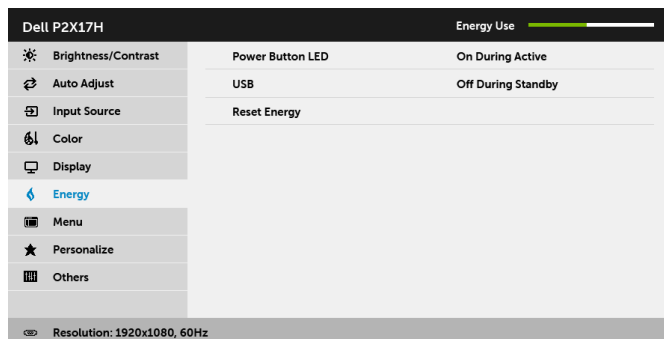 Dell P2X17H Energy Use
Brightness/Contrast Power Button LED On During Active
Auto Adjust USB Off During Standby
Input Source Reset Energy
Color
Display
Energy
Menu
Personalize
Others
Resolution: 1920x1080, 60Hz